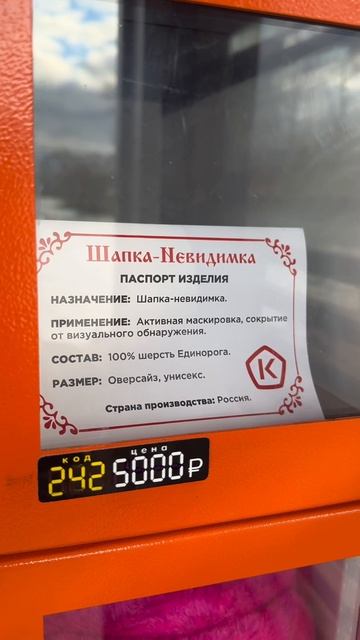 Шапка-Невидимка
ПАСПОРТ ИЗДЕЛИЯ
НАЗНАЧЕНИЕ: Шапка-невидимка.
ПРИМЕНЕНИЕ: Активная маскировка, сокрытие
от визуального обнаружения.
СОСТАВ: 100% шерсть Единорога.
РАЗМЕР: Оверсайз, унисекс.
К
Страна производства: Россия.
код цена
242 5000₽